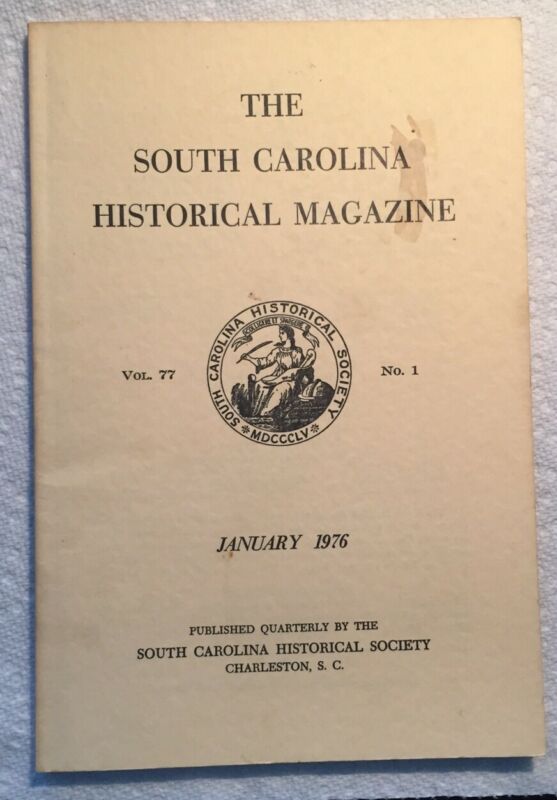 THE
SOUTH CAROLINA
HISTORICAL MAGAZINE
VOL. 77
SOUTH CAROLINA HISTORICAL SOCIETY
MDCCCLV
No. 1
JANUARY 1976
PUBLISHED QUARTERLY BY THE
SOUTH CAROLINA HISTORICAL SOCIETY
CHARLESTON, S. C.